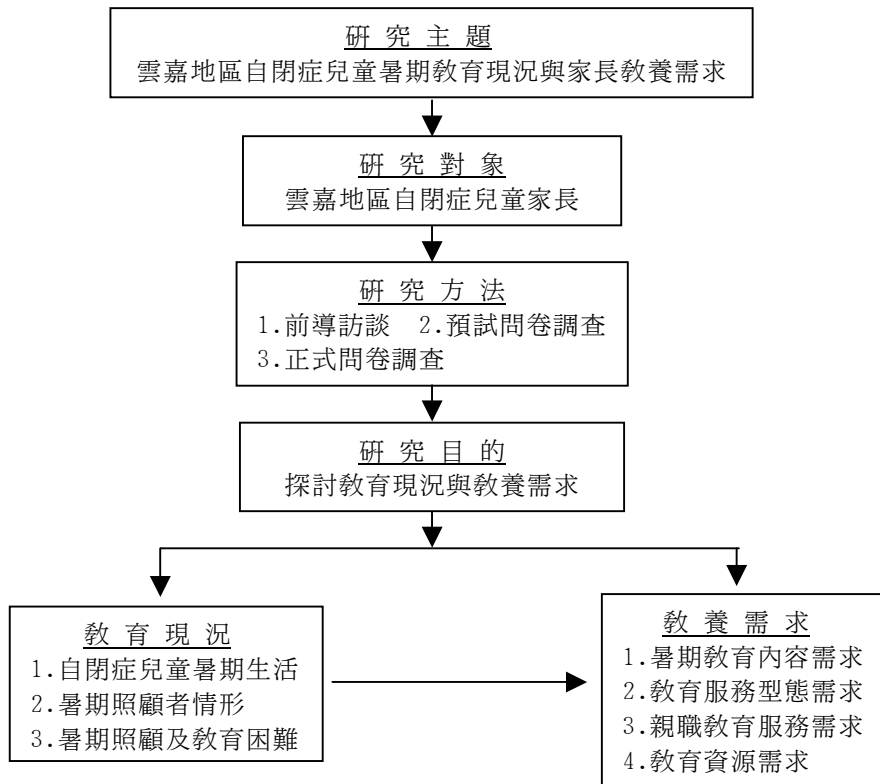 研 究 主 題
雲嘉地區自閉症兒童暑期教育現況與家長教養需求
研 究 對 象
雲嘉地區自閉症兒童家長
研 究 方 法
1.前導訪談 2.預試問卷調查
3.正式問卷調查
研 究 目 的
探討教育現況與教養需求
教 育 現 況
1.自閉症兒童暑期生活
2.暑期照顧者情形
3.暑期照顧及教育困難
教 養 需 求
1.暑期教育內容需求
2.教育服務型態需求
3.親職教育服務需求
4.教育資源需求